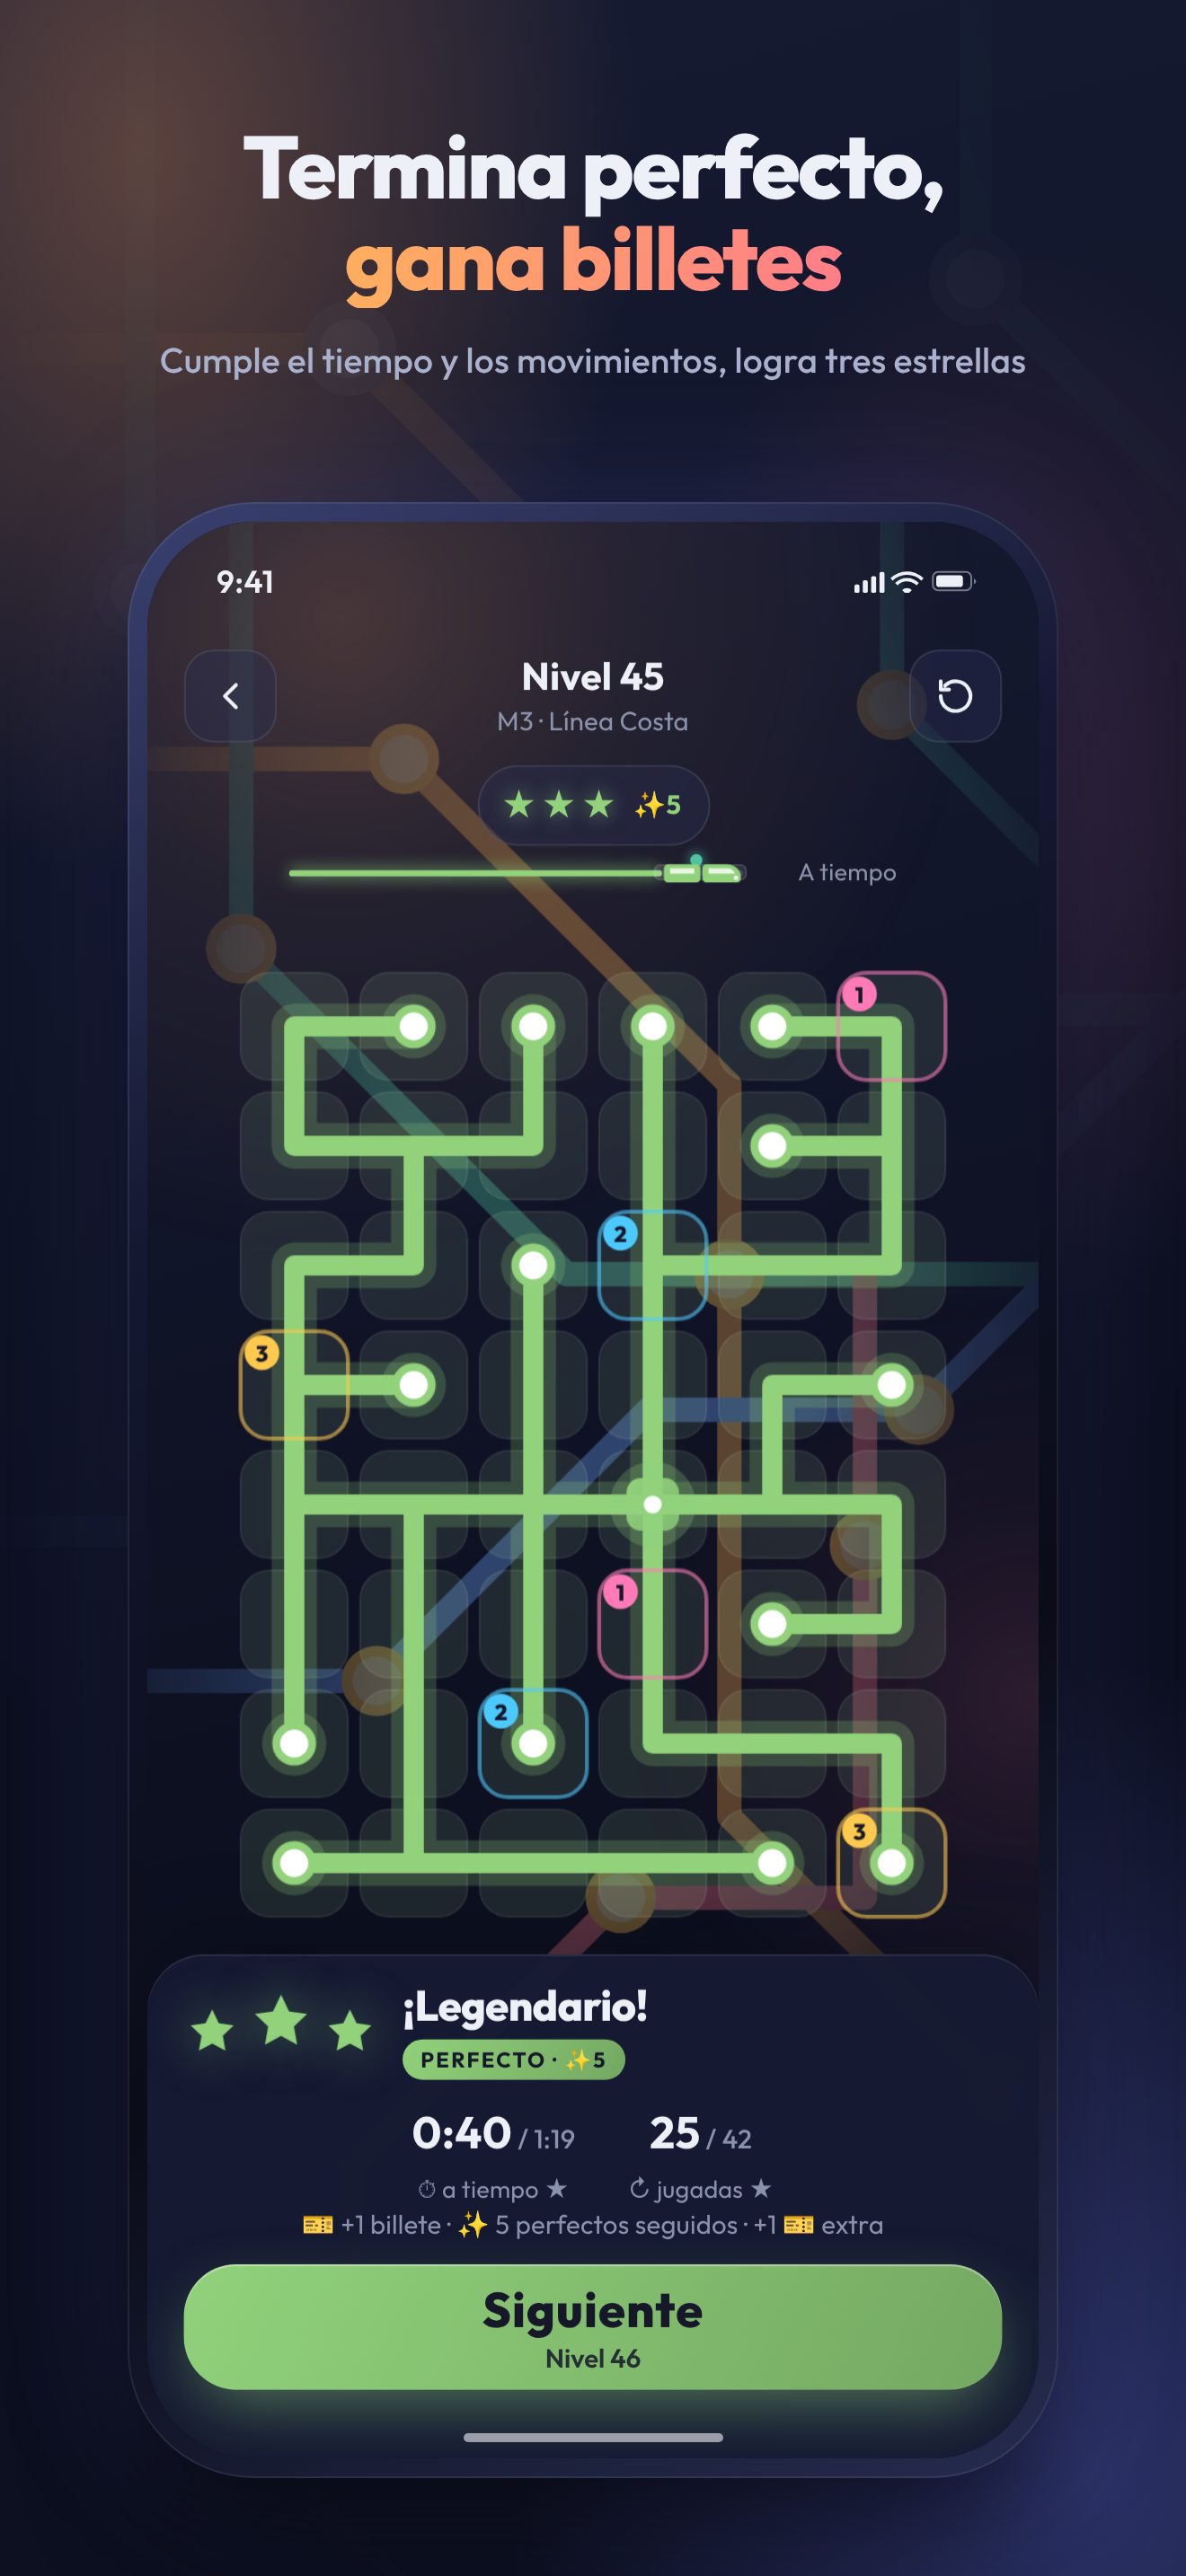 Termina perfecto,
gana billetes
Cumple el tiempo y los movimientos, logra tres estrellas
9:41
Nivel 45
M3 · Línea Costa
★ ★ ★ ✨5
A tiempo
1
2
3
1
2
3
¡Legendario!
PERFECTO · ✨5
0:40 / 1:19
25 / 42
⏱ a tiempo ★
↻ jugadas ★
🎫 +1 billete · ✨ 5 perfectos seguidos · +1 🎫 extra
Siguiente
Nivel 46